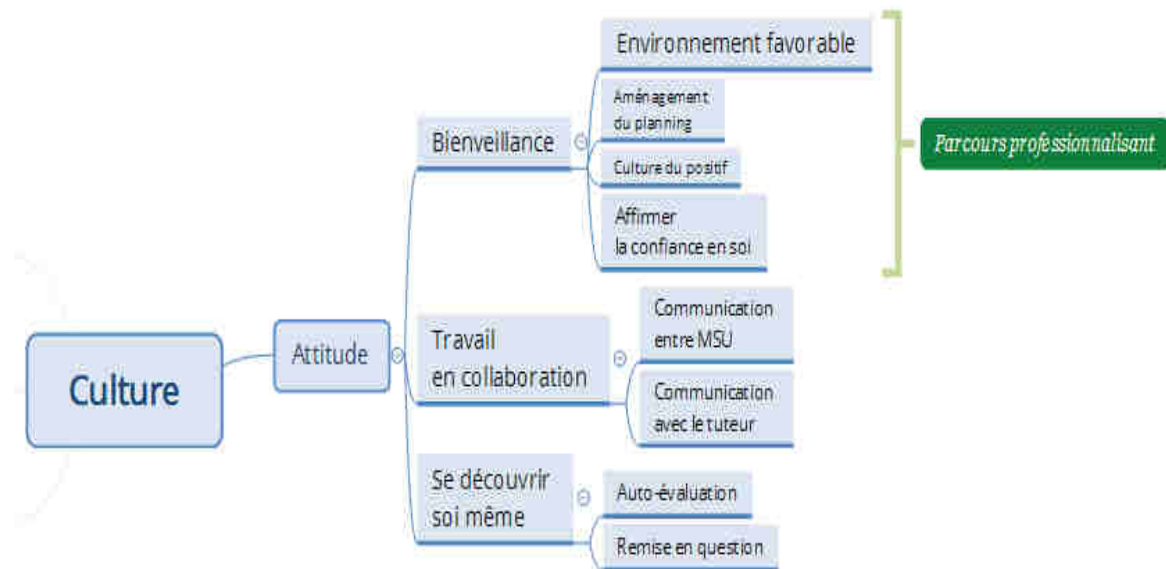 Culture
Attitude
Bienveillance
Environnement favorable
Aménagement
du planning
Culture du positif
Affirmer
la confiance en soi
Parcours professionnalisant
Travail
en collaboration
Communication
entre MSU
Communication
avec le tuteur
Se découvrir
soi même
Auto-évaluation
Remise en question